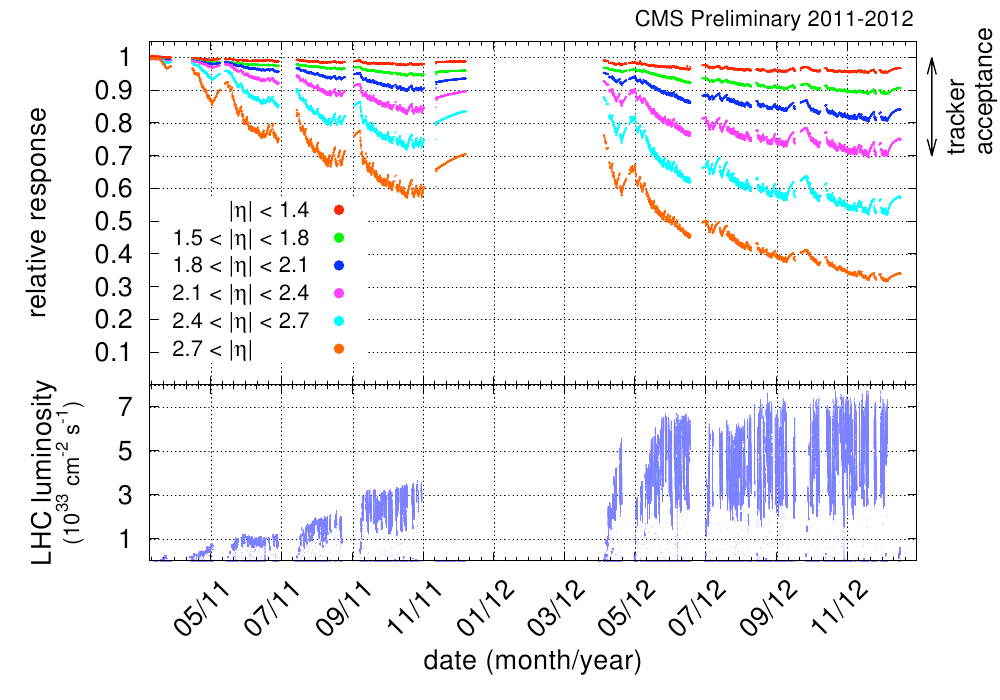 CMS Preliminary 2011-2012
relative response
1
0.9
0.8
0.7
0.6
0.5
0.4
0.3
0.2
0.1
|η| < 1.4
1.5 < |η| < 1.8
1.8 < |η| < 2.1
2.1 < |η| < 2.4
2.4 < |η| < 2.7
2.7 < |η|
tracker
acceptance
LHC luminosity
(10³³ cm⁻² s⁻¹)
7
5
3
1
05/11
07/11
09/11
11/11
01/12
03/12
05/12
07/12
09/12
11/12
date (month/year)